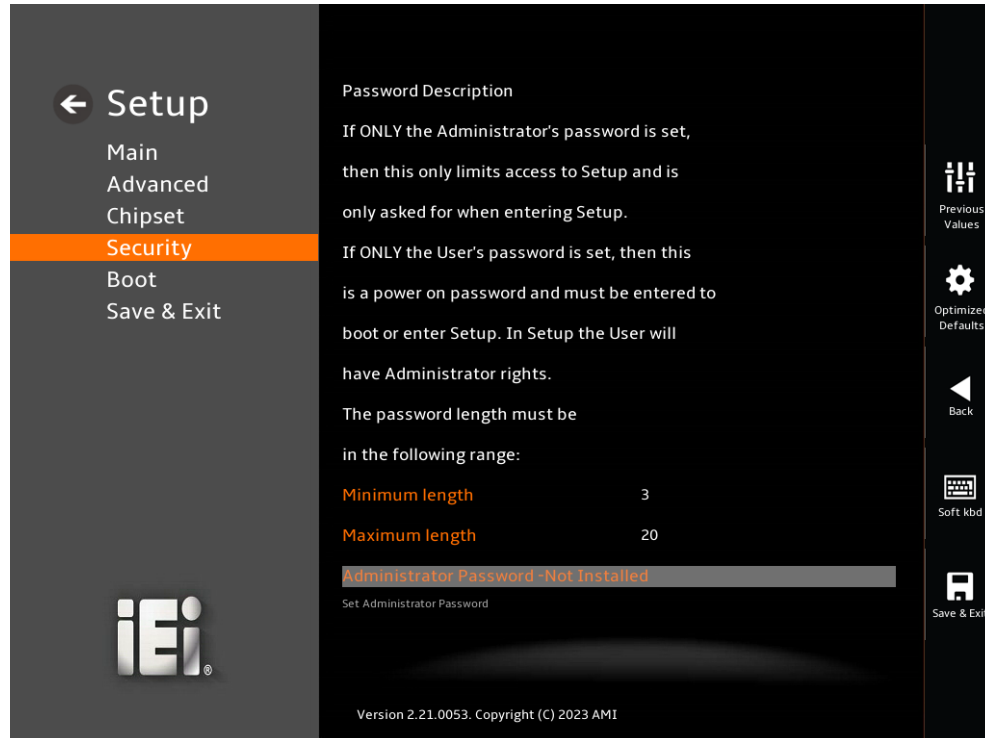 Setup
Main
Advanced
Chipset
Security
Boot
Save & Exit
iEi
®
Password Description
If ONLY the Administrator's password is set,
then this only limits access to Setup and is
only asked for when entering Setup.
If ONLY the User's password is set, then this
is a power on password and must be entered to
boot or enter Setup. In Setup the User will
have Administrator rights.
The password length must be
in the following range:
Minimum length 3
Maximum length 20
Administrator Password -Not Installed
Set Administrator Password
Version 2.21.0053. Copyright (C) 2023 AMI
Previous
Values
Optimized
Defaults
Back
Soft kbd
Save & Exi